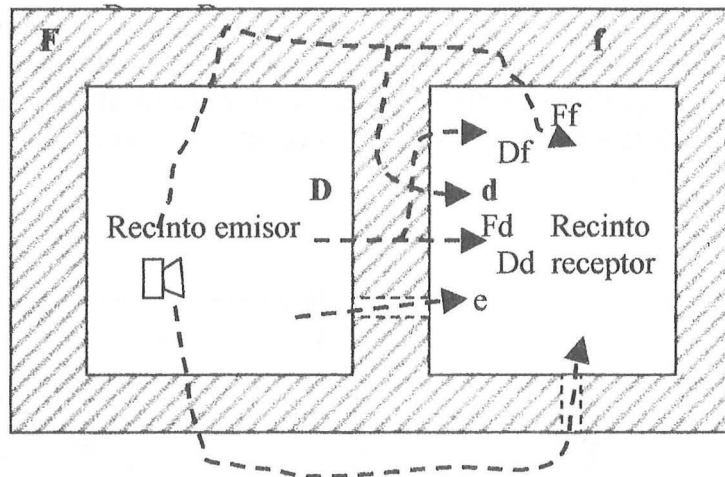 F
f
Ff
Df
D
d
Recinto emisor
Fd
Recinto
Dd
receptor
e